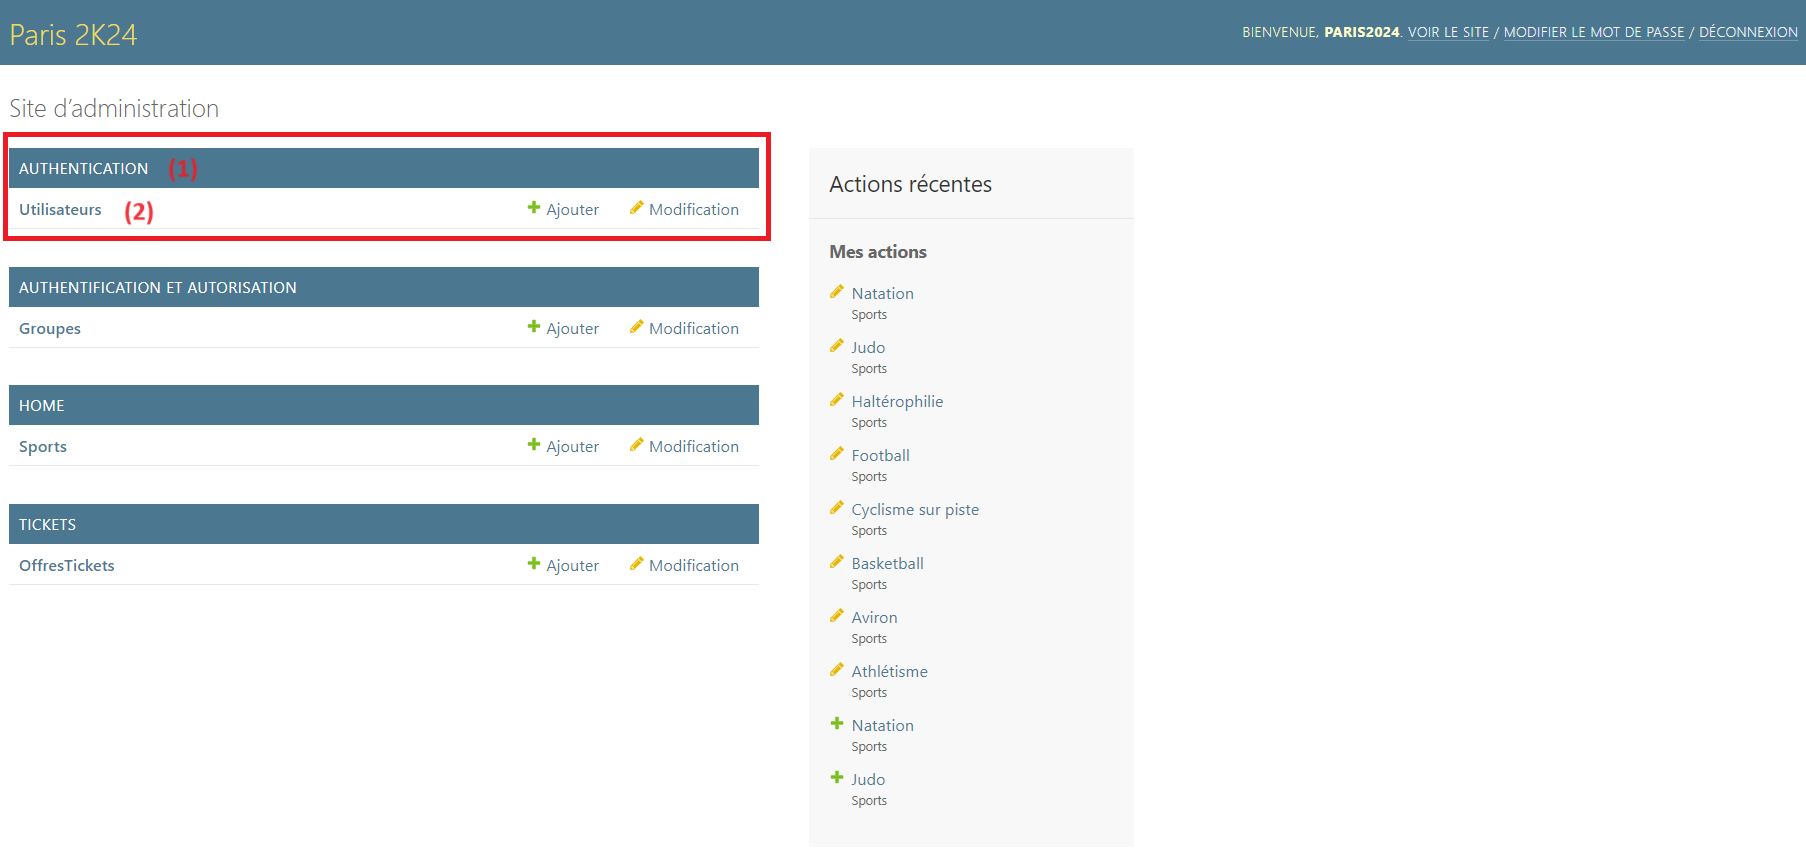 Paris 2K24
BIENVENUE, PARIS2024. VOIR LE SITE / MODIFIER LE MOT DE PASSE / DÉCONNEXION
Site d’administration
AUTHENTICATION (1)
Utilisateurs (2) Ajouter Modification
AUTHENTIFICATION ET AUTORISATION
Groupes Ajouter Modification
HOME
Sports Ajouter Modification
TICKETS
OffresTickets Ajouter Modification
Actions récentes
Mes actions
Natation
Sports
Judo
Sports
Haltérophilie
Sports
Football
Sports
Cyclisme sur piste
Sports
Basketball
Sports
Aviron
Sports
Athlétisme
Sports
Natation
Sports
Judo
Sports